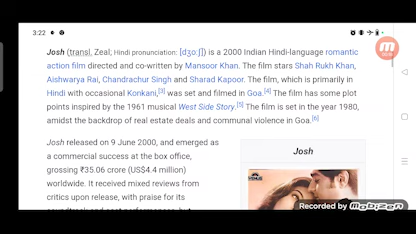 3:22
Josh (transl. Zeal; Hindi pronunciation: [dʒoːʃ]) is a 2000 Indian Hindi-language romantic
action film directed and co-written by Mansoor Khan. The film stars Shah Rukh Khan,
Aishwarya Rai, Chandrachur Singh and Sharad Kapoor. The film, which is primarily in
Hindi with occasional Konkani,[3] was set and filmed in Goa.[4] The film has some plot
points inspired by the 1961 musical West Side Story.[5] The film is set in the year 1980,
amidst the backdrop of real estate deals and communal violence in Goa.[6]
Josh released on 9 June 2000, and emerged as
a commercial success at the box office,
grossing ₹35.06 crore (US$4.4 million)
worldwide. It received mixed reviews from
critics upon release, with praise for its
Josh
VENUS
Recorded by MOBIZEN